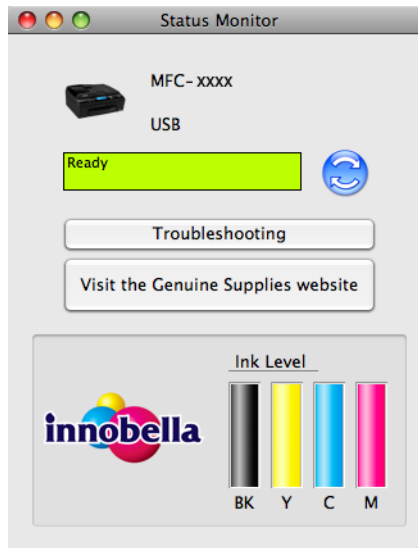 Status Monitor
MFC-xxxx
USB
Ready
Troubleshooting
Visit the Genuine Supplies website
Ink Level
innobella
BK Y C M